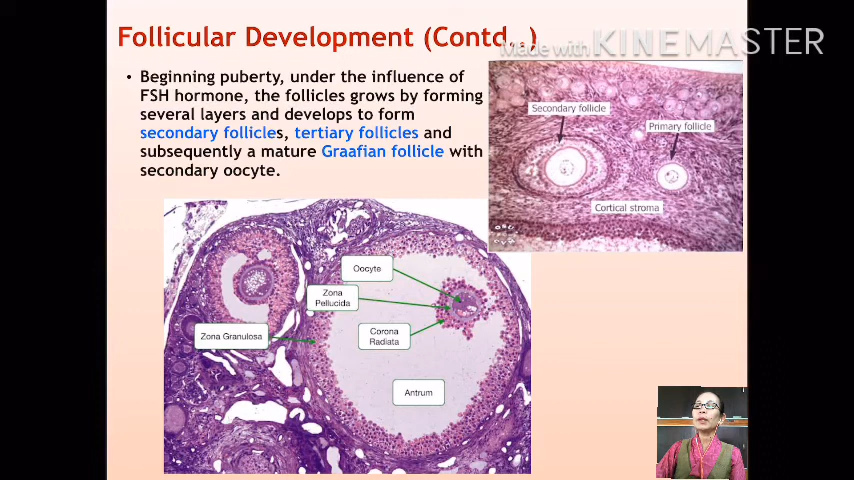 Follicular Development (Contd..)
Made with KINEMASTER
• Beginning puberty, under the influence of
FSH hormone, the follicles grows by forming
several layers and develops to form
secondary follicles, tertiary follicles and
subsequently a mature Graafian follicle with
secondary oocyte.
Secondary follicle
Primary follicle
Cortical stroma
Oocyte
Zona
Pellucida
Zona Granulosa
Corona
Radiata
Antrum